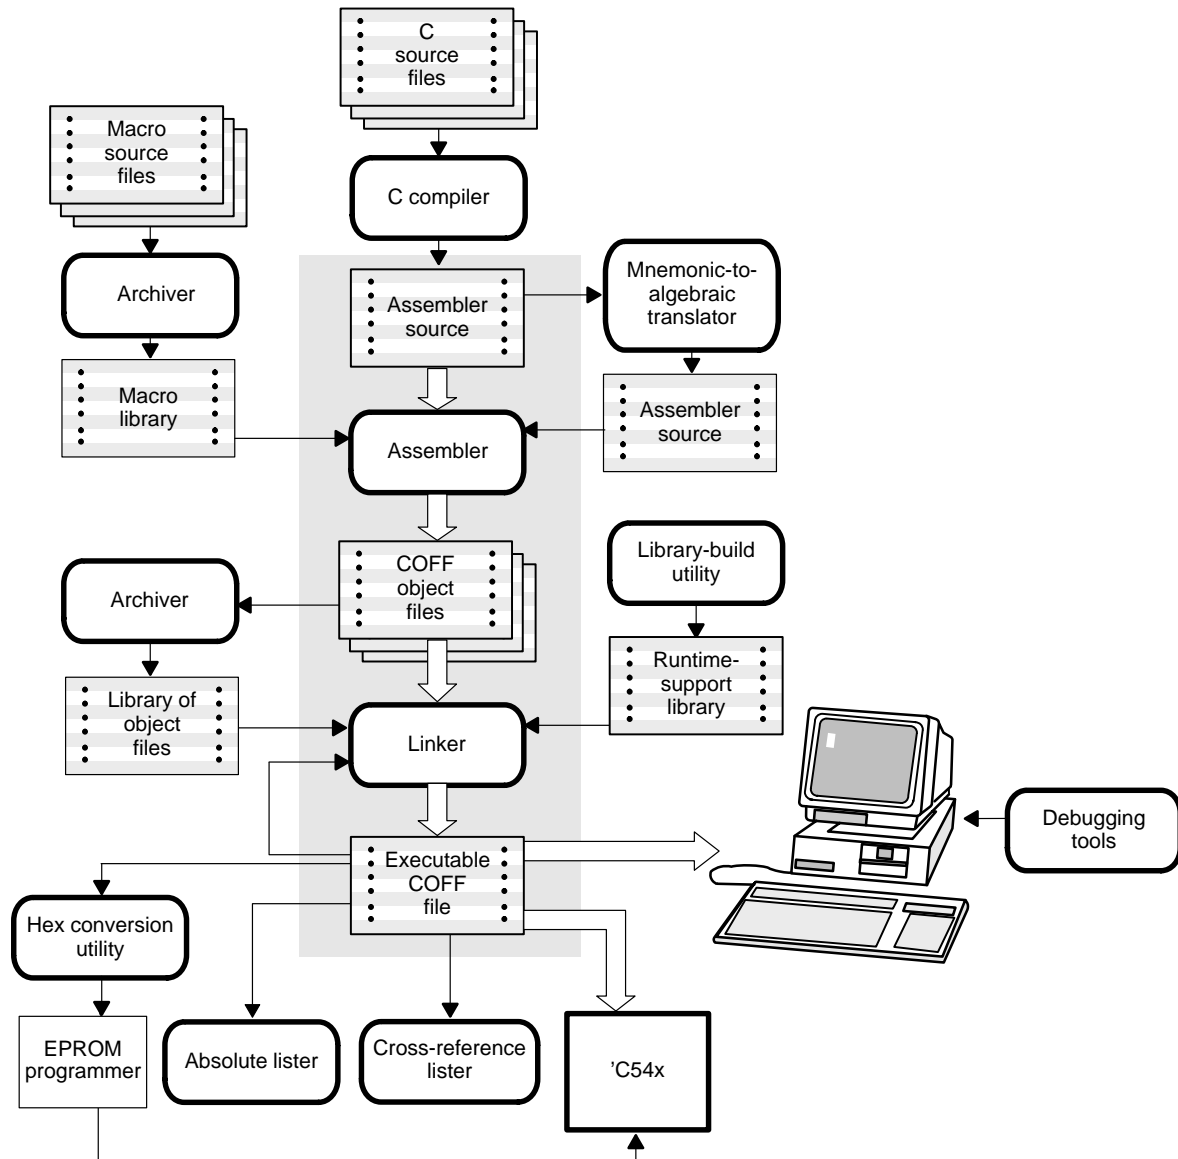 C
source
files
Macro
source
files
C compiler
Archiver
Assembler
source
Mnemonic-to-
algebraic
translator
Macro
library
Assembler
Assembler
source
COFF
object
files
Library-build
utility
Archiver
Library of
object
files
Linker
Runtime-
support
library
Debugging
tools
Executable
COFF
file
Hex conversion
utility
EPROM
programmer
Absolute lister
Cross-reference
lister
’C54x